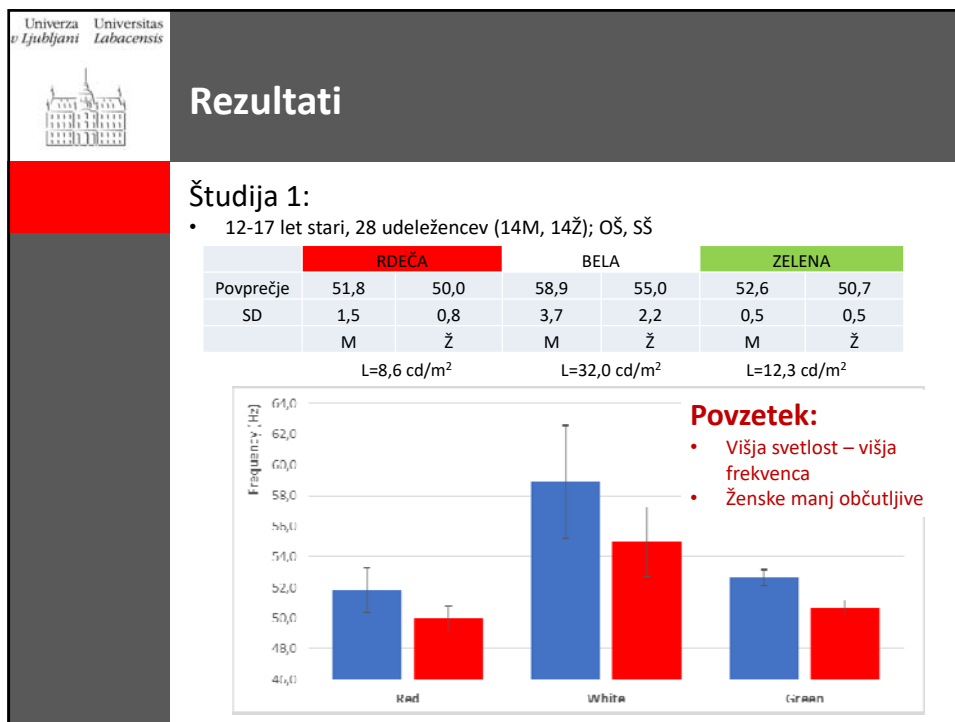 Univerza Universitas
v Ljubljani Labacensis
Rezultati
Študija 1:
• 12-17 let stari, 28 udeležencev (14M, 14Ž); OŠ, SŠ
RDEČA BELA ZELENA
Povprečje 51,8 50,0 58,9 55,0 52,6 50,7
SD 1,5 0,8 3,7 2,2 0,5 0,5
M Ž M Ž M Ž
L=8,6 cd/m² L=32,0 cd/m² L=12,3 cd/m²
Frequency [Hz]
64,0
62,0
60,0
58,0
56,0
54,0
52,0
50,0
48,0
46,0
Red White Green
Povzetek:
• Višja svetlost – višja
frekvenca
• Ženske manj občutljive